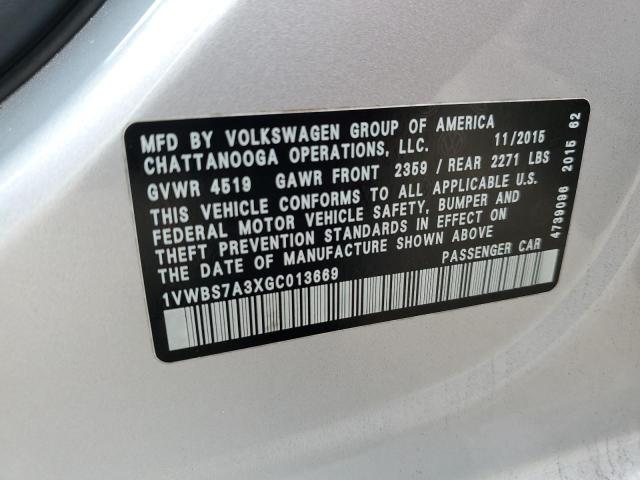 MFD BY VOLKSWAGEN GROUP OF AMERICA 11/2015
CHATTANOOGA OPERATIONS, LLC.
GVWR 4519 GAWR FRONT 2359 / REAR 2271 LBS
THIS VEHICLE CONFORMS TO ALL APPLICABLE U.S.
FEDERAL MOTOR VEHICLE SAFETY, BUMPER AND
THEFT PREVENTION STANDARDS IN EFFECT ON
THE DATE OF MANUFACTURE SHOWN ABOVE
1VWBS7A3XGC013669 PASSENGER CAR
4739096 2015 62